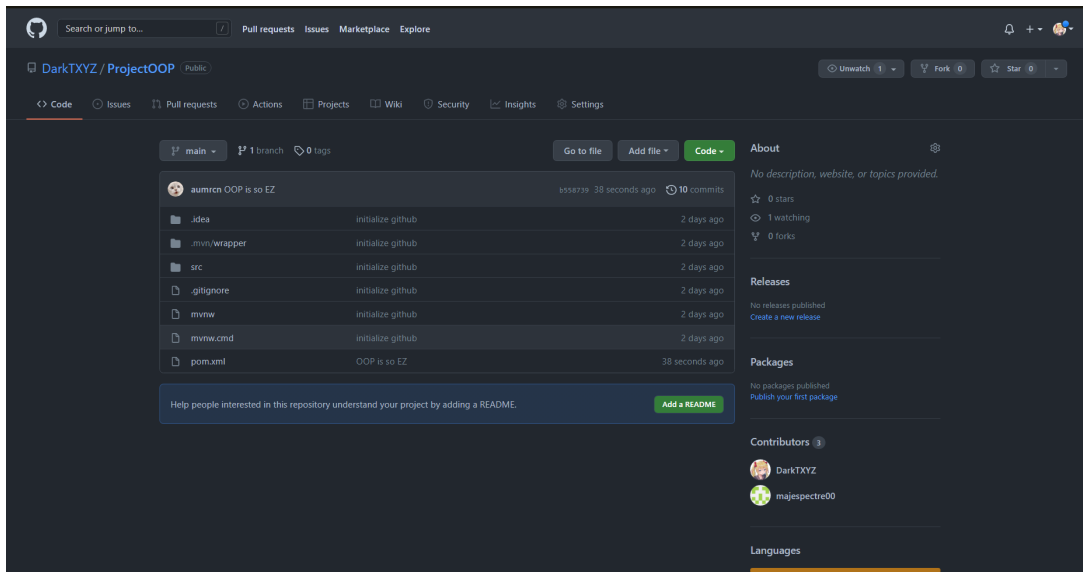 Search or jump to... / Pull requests Issues Marketplace Explore
DarkTXYZ / ProjectOOP Public
Unwatch 1 Fork 0 Star 0
Code Issues Pull requests Actions Projects Wiki Security Insights Settings
main 1 branch 0 tags Go to file Add file Code
aumrcn OOP is so EZ b558739 38 seconds ago 10 commits
.idea initialize github 2 days ago
.mvn/wrapper initialize github 2 days ago
src initialize github 2 days ago
.gitignore initialize github 2 days ago
mvnw initialize github 2 days ago
mvnw.cmd initialize github 2 days ago
pom.xml OOP is so EZ 38 seconds ago
Help people interested in this repository understand your project by adding a README. Add a README
About
No description, website, or topics provided.
0 stars
1 watching
0 forks
Releases
No releases published
Create a new release
Packages
No packages published
Publish your first package
Contributors 3
DarkTXYZ
majespectre00
Languages